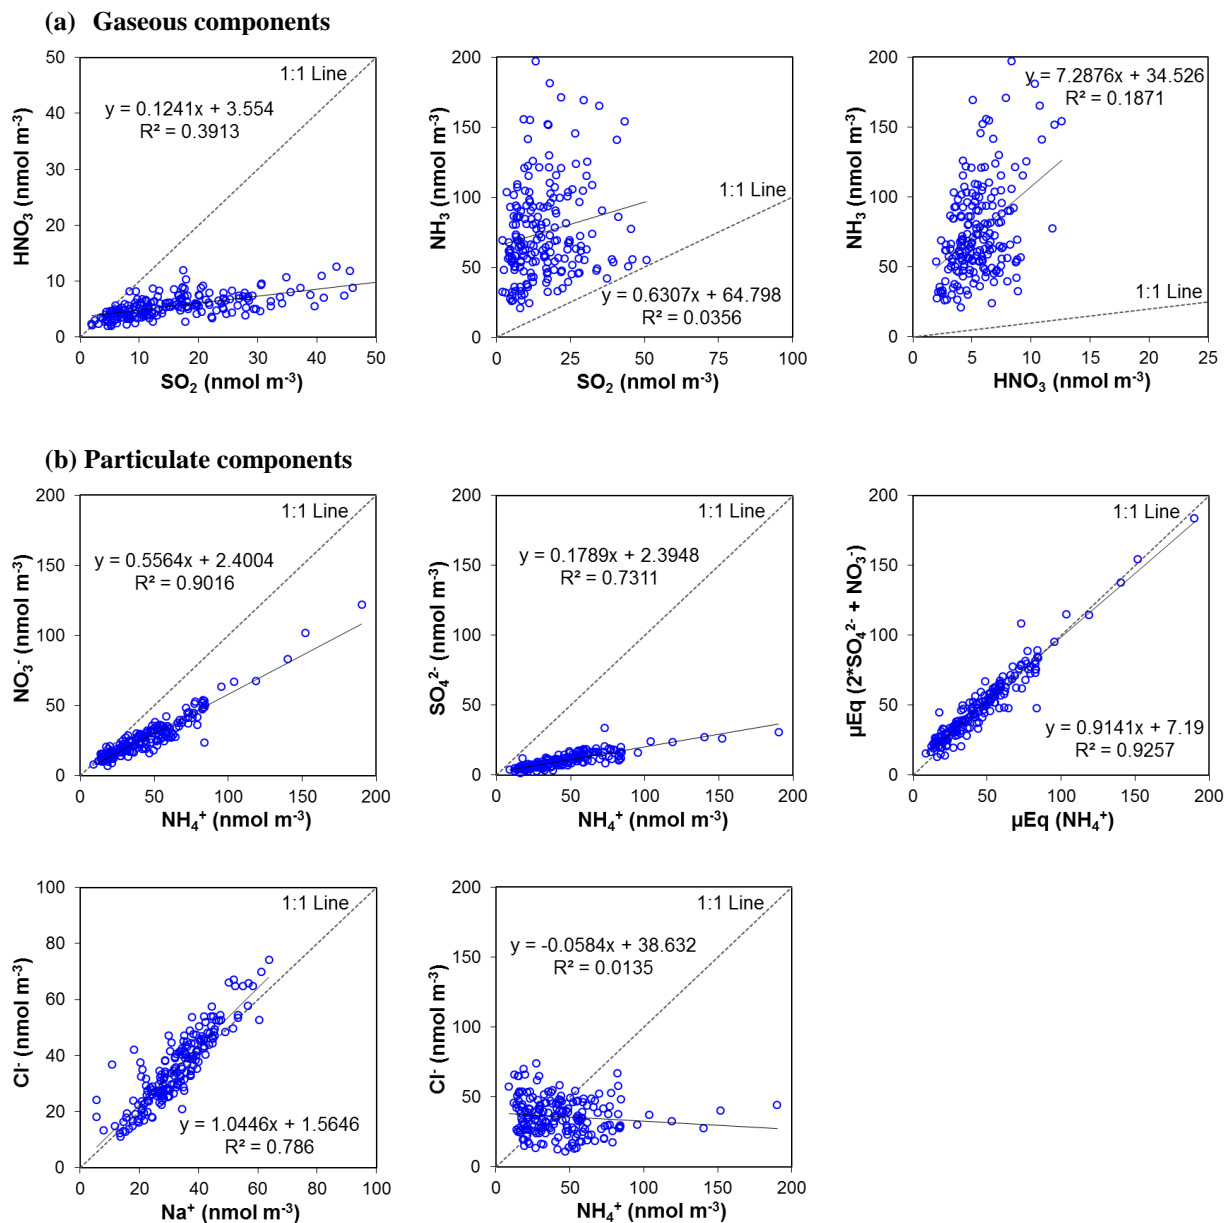 (a) Gaseous components
1:1 Line
y = 0.1241x + 3.554
R² = 0.3913
HNO₃ (nmol m⁻³)
50
40
30
20
10
0
0 10 20 30 40 50
SO₂ (nmol m⁻³)
1:1 Line
y = 0.6307x + 64.798
R² = 0.0356
NH₃ (nmol m⁻³)
200
150
100
50
0
0 25 50 75 100
SO₂ (nmol m⁻³)
y = 7.2876x + 34.526
R² = 0.1871
1:1 Line
NH₃ (nmol m⁻³)
200
150
100
50
0
0 5 10 15 20 25
HNO₃ (nmol m⁻³)
(b) Particulate components
1:1 Line
y = 0.5564x + 2.4004
R² = 0.9016
NO₃⁻ (nmol m⁻³)
200
150
100
50
0
0 50 100 150 200
NH₄⁺ (nmol m⁻³)
1:1 Line
y = 0.1789x + 2.3948
R² = 0.7311
SO₄²⁻ (nmol m⁻³)
200
150
100
50
0
0 50 100 150 200
NH₄⁺ (nmol m⁻³)
1:1 Line
y = 0.9141x + 7.19
R² = 0.9257
µEq (2*SO₄²⁻ + NO₃⁻)
200
150
100
50
0
0 50 100 150 200
µEq (NH₄⁺)
1:1 Line
y = 1.0446x + 1.5646
R² = 0.786
Cl⁻ (nmol m⁻³)
100
80
60
40
20
0
0 20 40 60 80 100
Na⁺ (nmol m⁻³)
1:1 Line
y = -0.0584x + 38.632
R² = 0.0135
Cl⁻ (nmol m⁻³)
200
150
100
50
0
0 50 100 150 200
NH₄⁺ (nmol m⁻³)